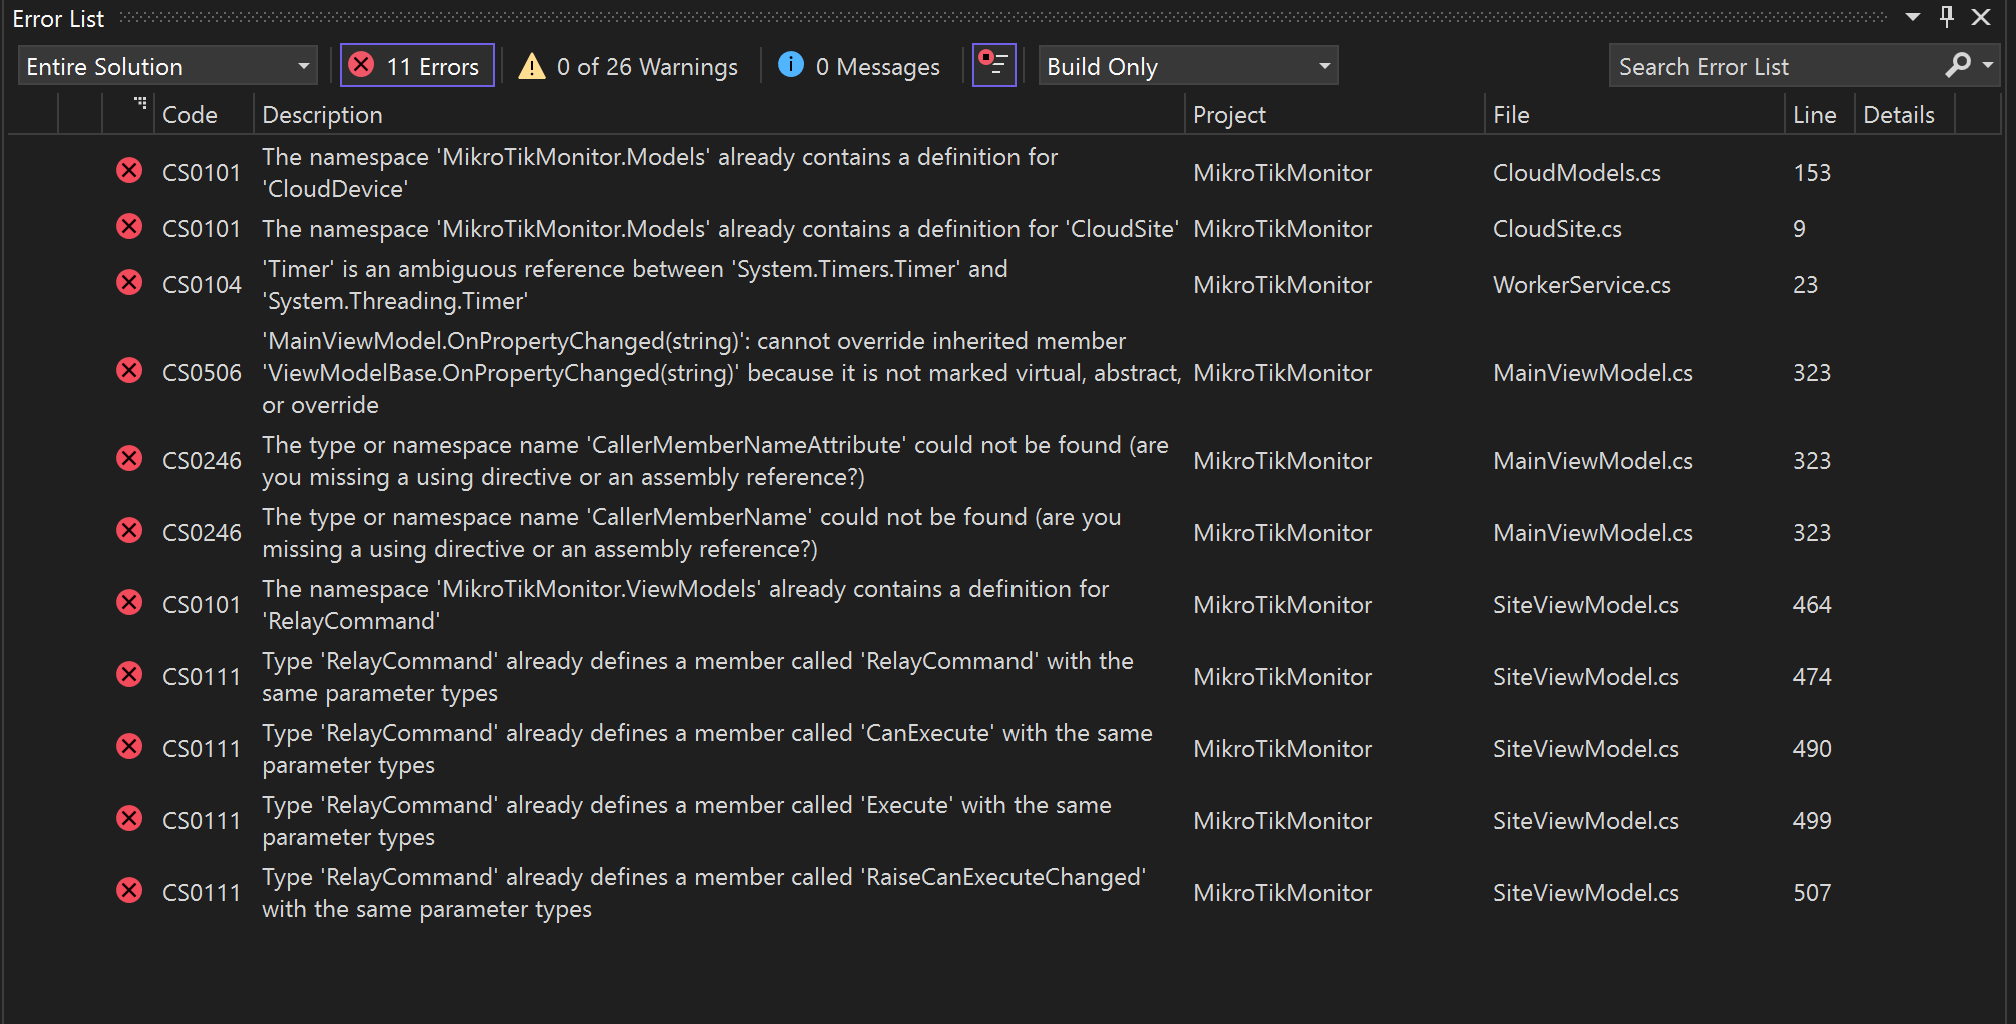 Error List
Entire Solution
11 Errors
0 of 26 Warnings
0 Messages
Build Only
Search Error List
Code Description Project File Line Details
CS0101 The namespace 'MikroTikMonitor.Models' already contains a definition for
'CloudDevice' MikroTikMonitor CloudModels.cs 153
CS0101 The namespace 'MikroTikMonitor.Models' already contains a definition for 'CloudSite' MikroTikMonitor CloudSite.cs 9
CS0104 'Timer' is an ambiguous reference between 'System.Timers.Timer' and
'System.Threading.Timer' MikroTikMonitor WorkerService.cs 23
'MainViewModel.OnPropertyChanged(string)': cannot override inherited member
CS0506 'ViewModelBase.OnPropertyChanged(string)' because it is not marked virtual, abstract, MikroTikMonitor MainViewModel.cs 323
or override
CS0246 The type or namespace name 'CallerMemberNameAttribute' could not be found (are
you missing a using directive or an assembly reference?) MikroTikMonitor MainViewModel.cs 323
CS0246 The type or namespace name 'CallerMemberName' could not be found (are you
missing a using directive or an assembly reference?) MikroTikMonitor MainViewModel.cs 323
CS0101 The namespace 'MikroTikMonitor.ViewModels' already contains a definition for
'RelayCommand' MikroTikMonitor SiteViewModel.cs 464
CS0111 Type 'RelayCommand' already defines a member called 'RelayCommand' with the
same parameter types MikroTikMonitor SiteViewModel.cs 474
CS0111 Type 'RelayCommand' already defines a member called 'CanExecute' with the same
parameter types MikroTikMonitor SiteViewModel.cs 490
CS0111 Type 'RelayCommand' already defines a member called 'Execute' with the same
parameter types MikroTikMonitor SiteViewModel.cs 499
CS0111 Type 'RelayCommand' already defines a member called 'RaiseCanExecuteChanged'
with the same parameter types MikroTikMonitor SiteViewModel.cs 507